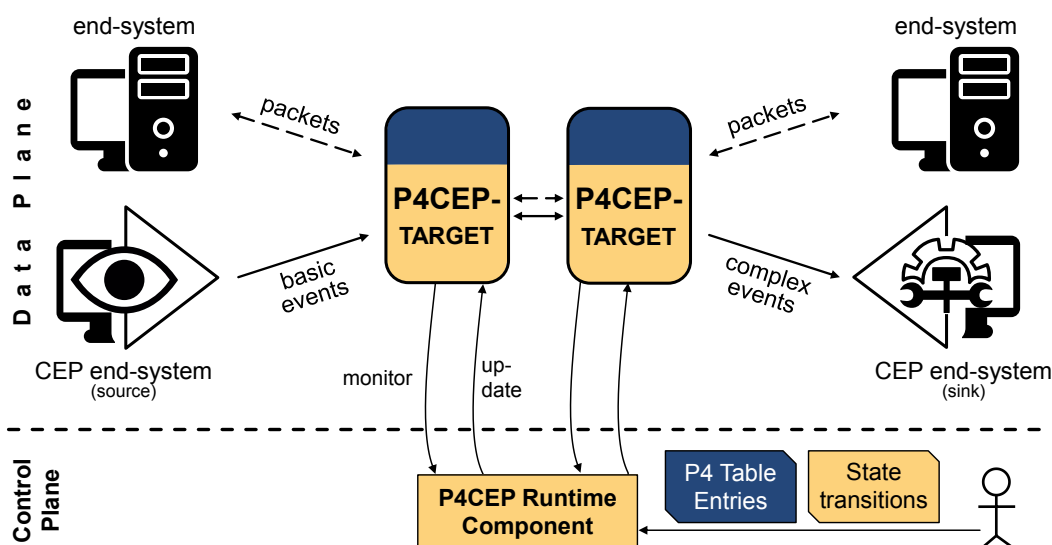 end-system
end-system
packets
packets
Data Plane
P4CEP-
TARGET
P4CEP-
TARGET
basic
events
complex
events
CEP end-system
(source)
CEP end-system
(sink)
monitor
up-
date
Control
Plane
P4CEP Runtime
Component
P4 Table
Entries
State
transitions